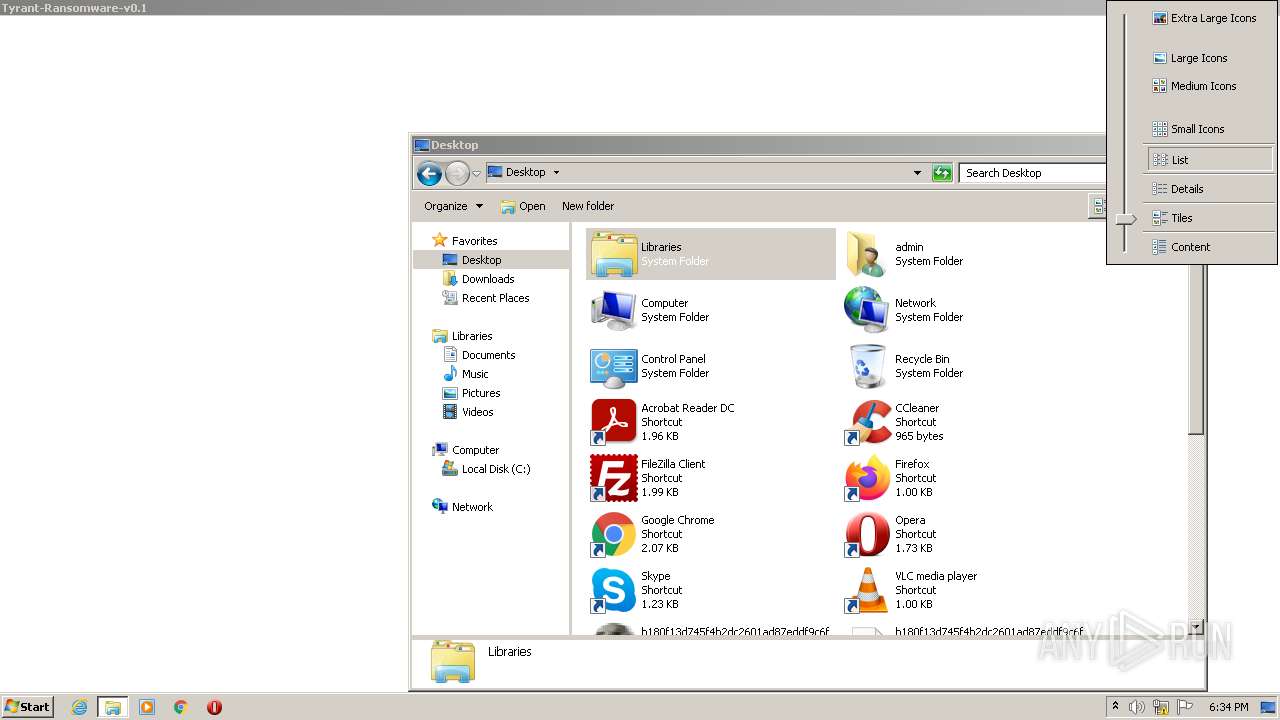 Tyrant-Ransomware-v0.1
Extra Large Icons
Large Icons
Medium Icons
Small Icons
List
Details
Tiles
Content
Desktop
Desktop
Search Desktop
Organize
Open
New folder
Favorites
Desktop
Downloads
Recent Places
Libraries
Documents
Music
Pictures
Videos
Computer
Local Disk (C:)
Network
Libraries
System Folder
admin
System Folder
Computer
System Folder
Network
System Folder
Control Panel
System Folder
Recycle Bin
System Folder
Acrobat Reader DC
Shortcut
1.96 KB
CCleaner
Shortcut
965 bytes
FileZilla Client
Shortcut
1.99 KB
Firefox
Shortcut
1.00 KB
Google Chrome
Shortcut
2.07 KB
Opera
Shortcut
1.73 KB
Skype
Shortcut
1.23 KB
VLC media player
Shortcut
1.00 KB
b180f13d745f4b2dc2601ad87eddf9c6f
b180f13d745f4b2dc2601ad87eddf9c6f
Libraries
ANY RUN
Start
6:34 PM